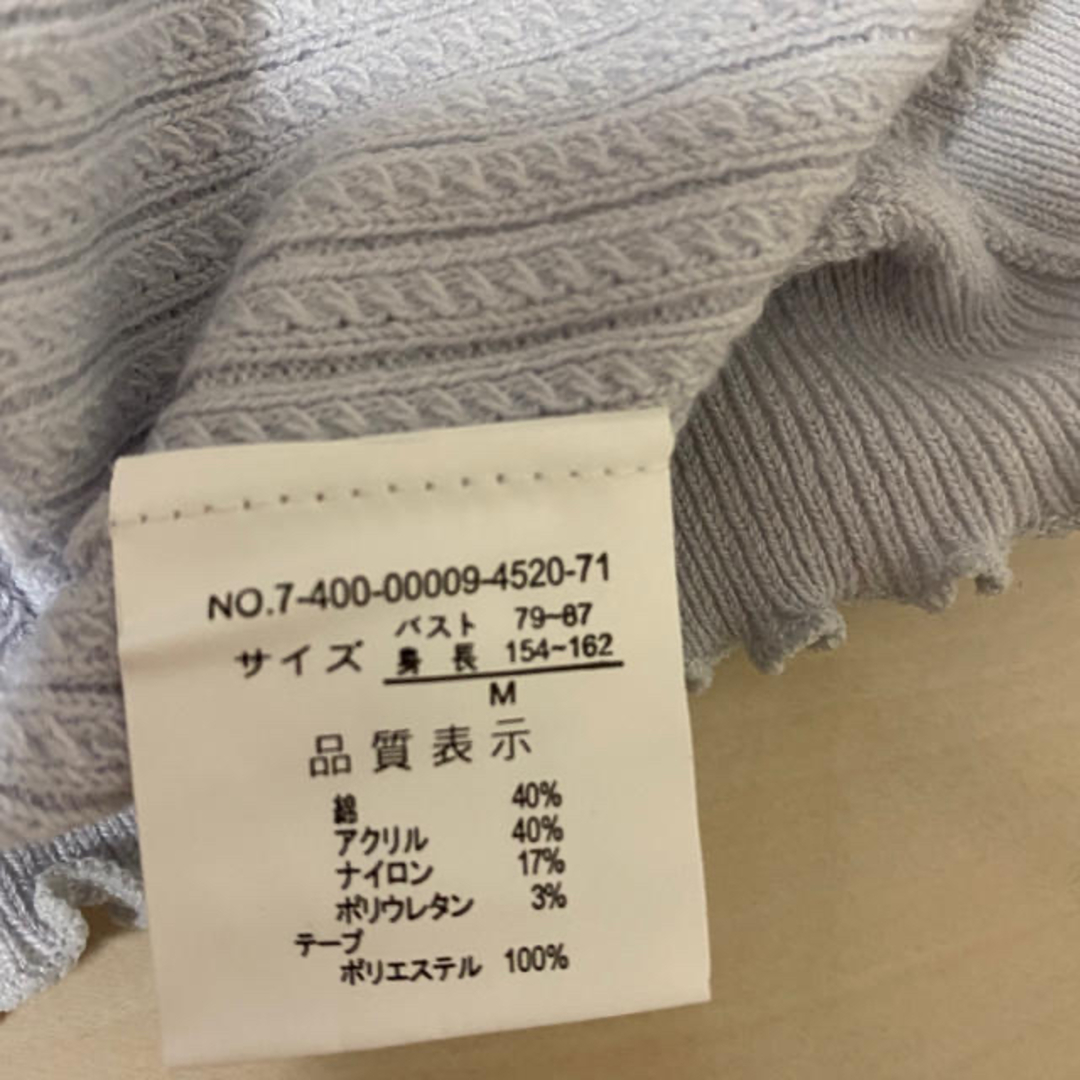 NO.7-400-00009-4520-71
サイズ バスト 79~87
身長 154~162
M
品質表示
綿 40%
アクリル 40%
ナイロン 17%
ポリウレタン 3%
テープ
ポリエステル 100%